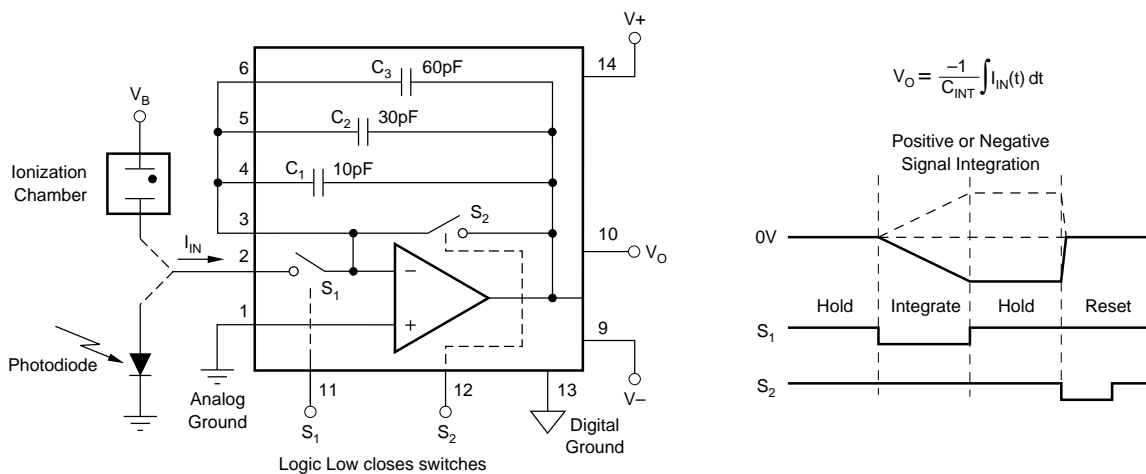 V+
14
6
C3 60pF
5
C2 30pF
4
C1 10pF
3
S2
2
S1
1
−
+
10
VO
9
V–
VB
Ionization
Chamber
IIN
Photodiode
Analog
Ground
11
S1
12
S2
13
Digital
Ground
Logic Low closes switches
VO = –1/CINT ∫IIN(t) dt
Positive or Negative
Signal Integration
0V
Hold Integrate Hold Reset
S1
S2